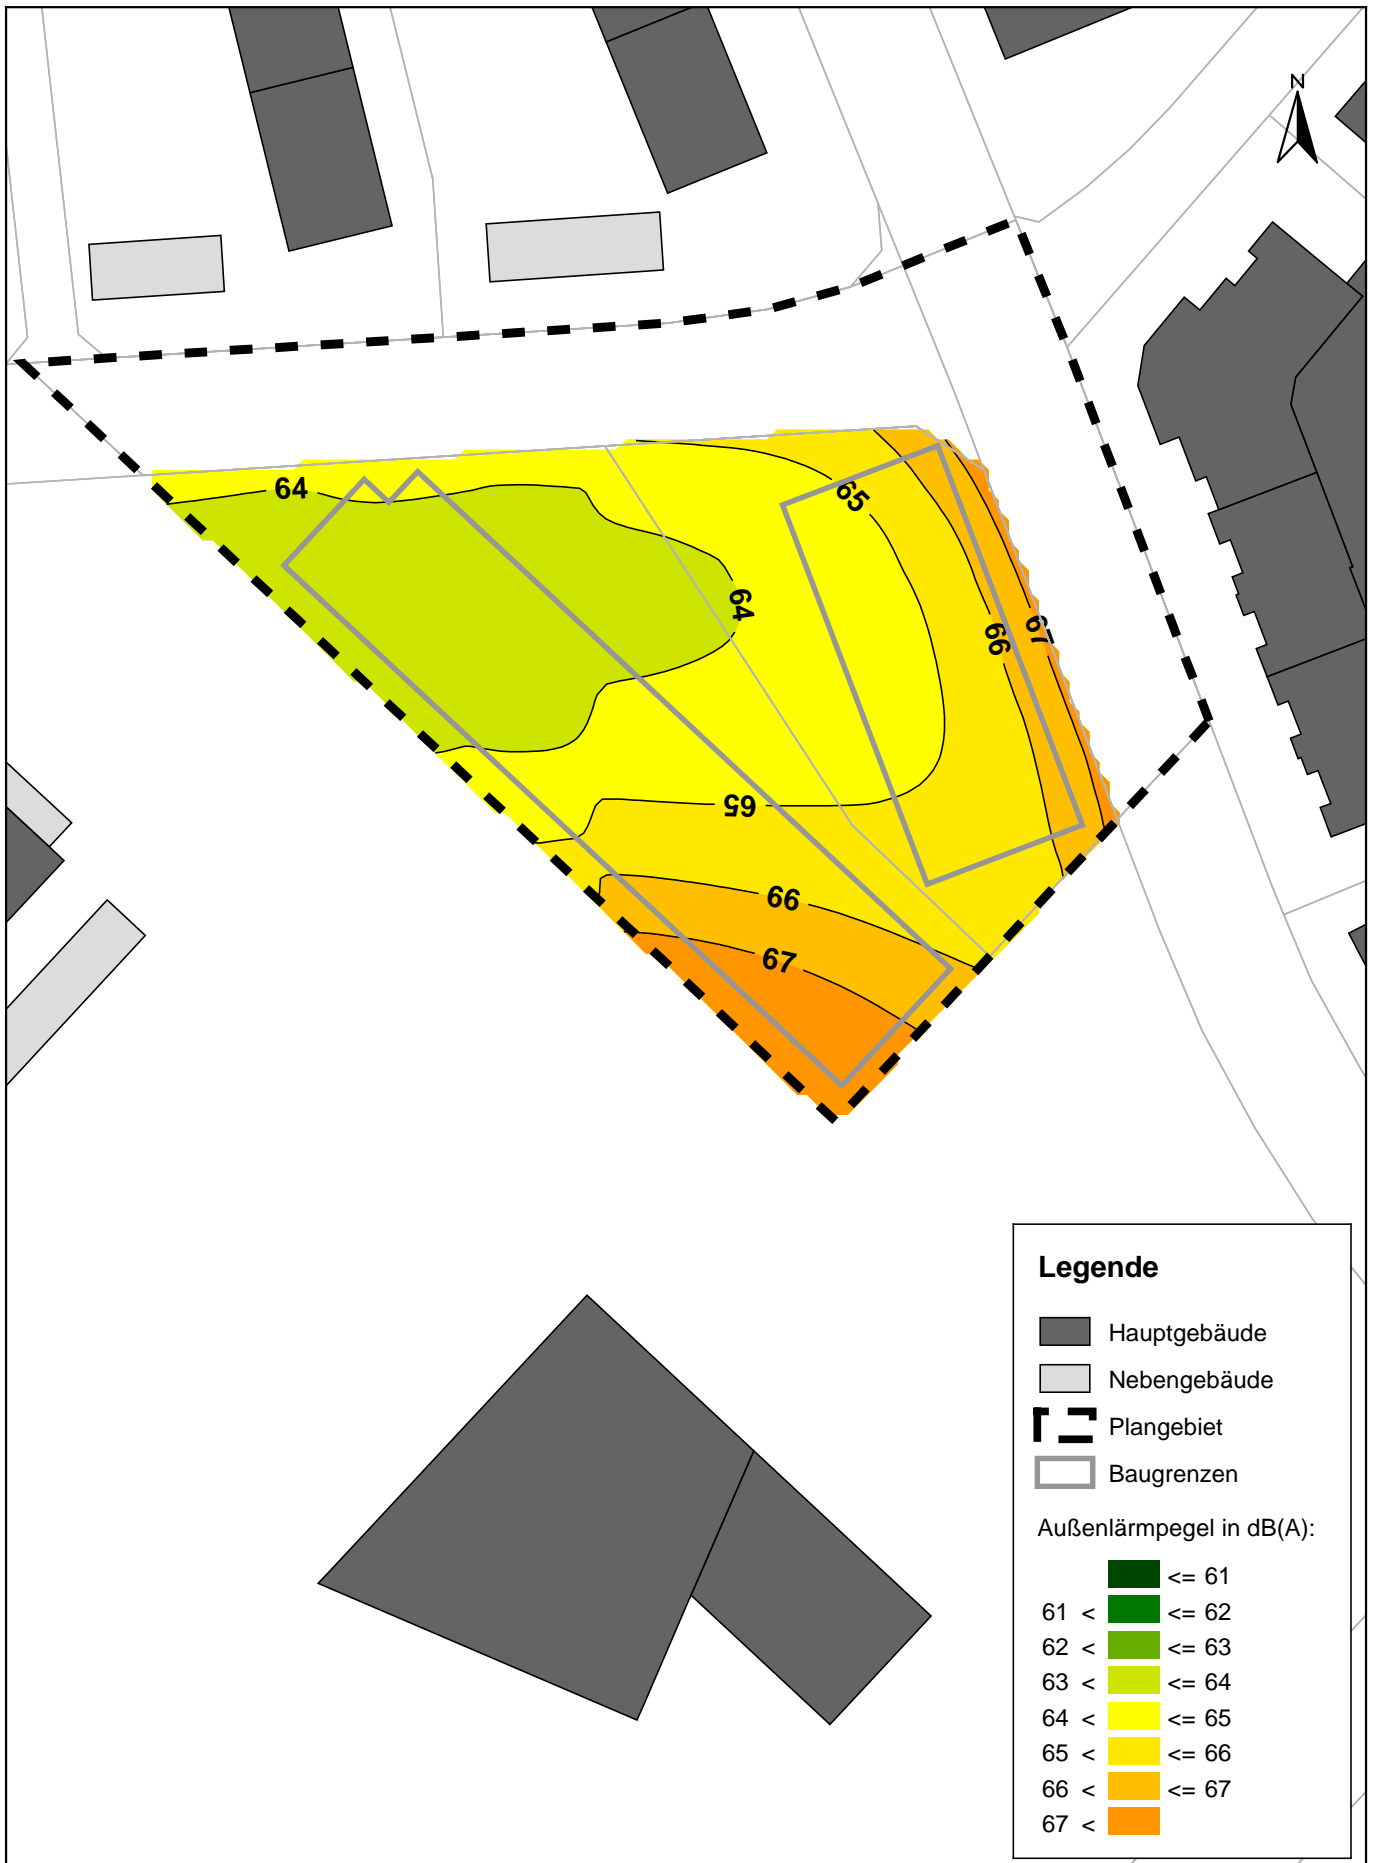 N
64
65
64
66
67
65
66
67
Legende
Hauptgebäude
Nebengebäude
Plangebiet
Baugrenzen
Außenlärmpegel in dB(A):
<= 61
61 < <= 62
62 < <= 63
63 < <= 64
64 < <= 65
65 < <= 66
66 < <= 67
67 <